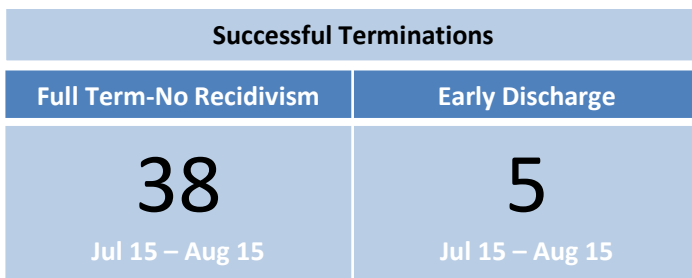 Successful Terminations
Full Term-No Recidivism
Early Discharge
38
5
Jul 15 – Aug 15
Jul 15 – Aug 15